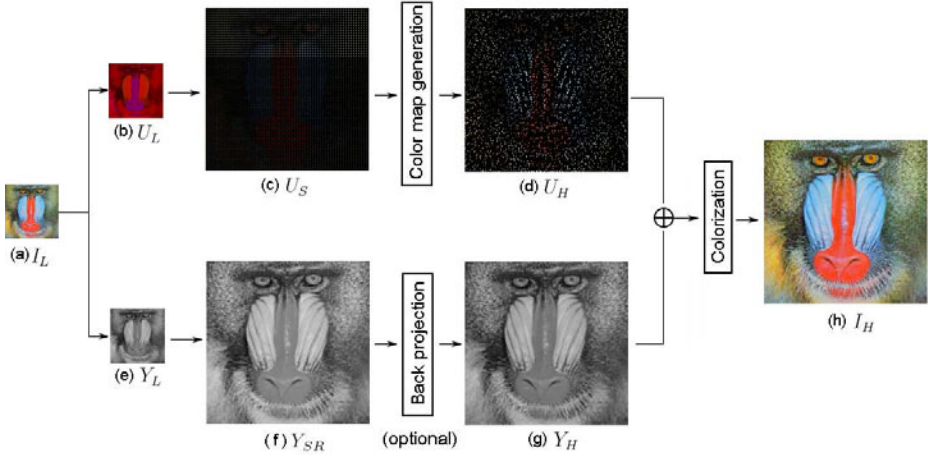 (a) I_L
(b) U_L
(c) U_S
Color map generation
(d) U_H
(e) Y_L
(f) Y_SR
Back projection
(optional)
(g) Y_H
Colorization
(h) I_H